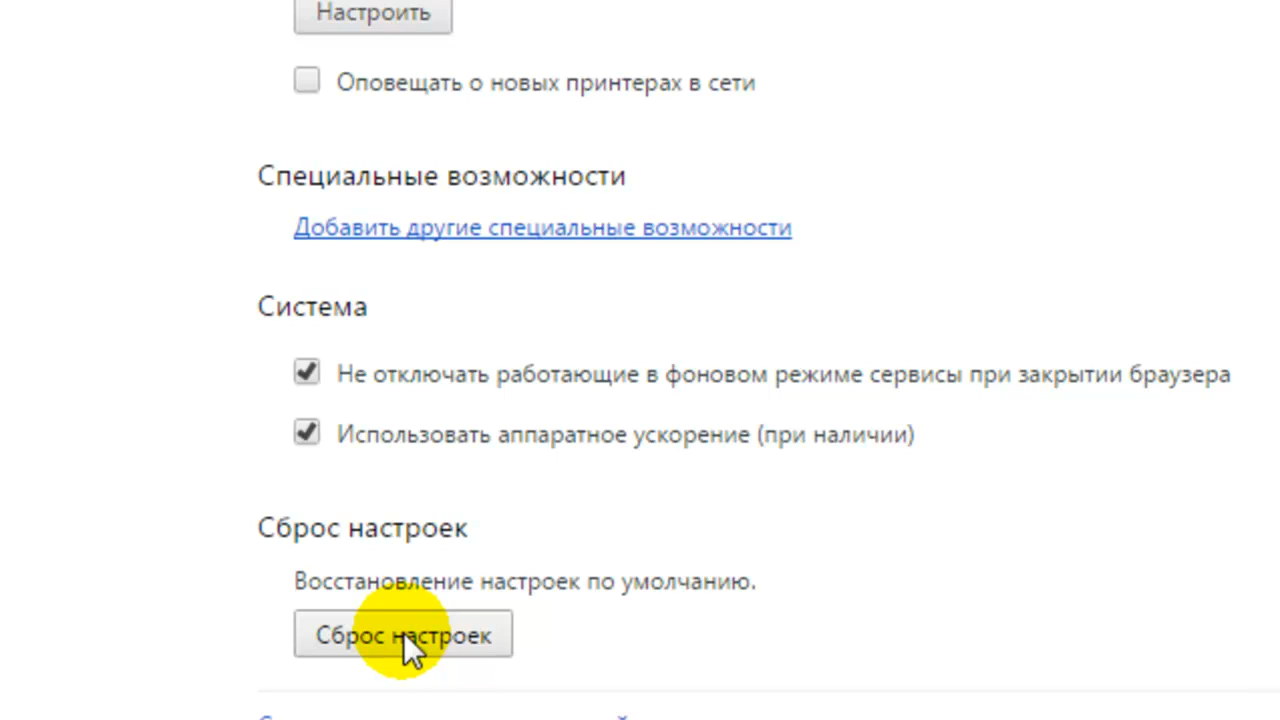 Настроить
Оповещать о новых принтерах в сети
Специальные возможности
Добавить другие специальные возможности
Система
Не отключать работающие в фоновом режиме сервисы при закрытии браузера
Использовать аппаратное ускорение (при наличии)
Сброс настроек
Восстановление настроек по умолчанию.
Сброс настроек